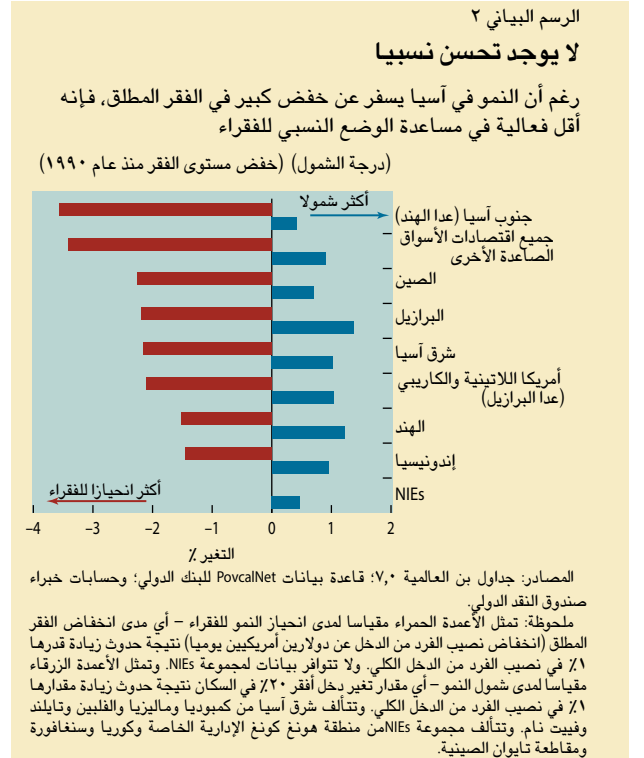 الرسم البياني ٢
لا يوجد تحسن نسبيا
رغم أن النمو في آسيا يسفر عن خفض كبير في الفقر المطلق، فإنه
أقل فعالية في مساعدة الوضع النسبي للفقراء
(درجة الشمول) (خفض مستوى الفقر منذ عام ١٩٩٠)
أكثر شمولا
جنوب آسيا (عدا الهند)
جميع اقتصادات الأسواق
الصاعدة الأخرى
الصين
البرازيل
شرق آسيا
أمريكا اللاتينية والكاريبي
(عدا البرازيل)
الهند
إندونيسيا
NIEs
أكثر انحيازا للفقراء
–4 –3 –2 –1 0 1 2
التغير ٪
المصادر: جداول بن العالمية ٧,٠؛ قاعدة بيانات PovcalNet للبنك الدولي؛ وحسابات خبراء
صندوق النقد الدولي.
ملحوظة: تمثل الأعمدة الحمراء مقياسا لمدى انحياز النمو للفقراء – أي مدى انخفاض الفقر
المطلق (انخفاض نصيب الفرد من الدخل عن دولارين أمريكيين يوميا) نتيجة حدوث زيادة قدرها
١٪ في نصيب الفرد من الدخل الكلي. ولا تتوافر بيانات لمجموعة NIEs. وتمثل الأعمدة الزرقاء
مقياسا لمدى شمول النمو – أي مقدار تغير دخل أفقر ٢٠٪ في السكان نتيجة حدوث زيادة مقدارها
١٪ في نصيب الفرد من الدخل الكلي. وتتألف شرق آسيا من كمبوديا وماليزيا والفلبين وتايلند
وفييت نام. وتتألف مجموعة NIEsمن منطقة هونغ كونغ الإدارية الخاصة وكوريا وسنغافورة
ومقاطعة تايوان الصينية.